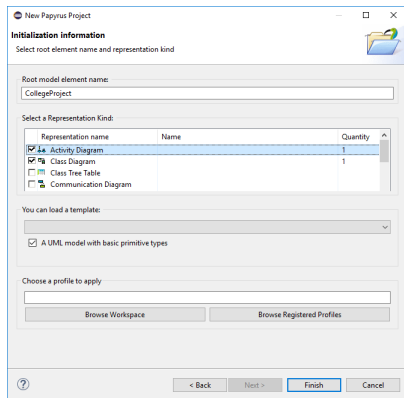 New Papyrus Project
Initialization information
Select root element name and representation kind
Root model element name:
CollegeProject
Select a Representation Kind:
Representation name Name Quantity
Activity Diagram 1
Class Diagram 1
Class Tree Table
Communication Diagram
You can load a template:
A UML model with basic primitive types
Choose a profile to apply
Browse Workspace Browse Registered Profiles
? < Back Next > Finish Cancel